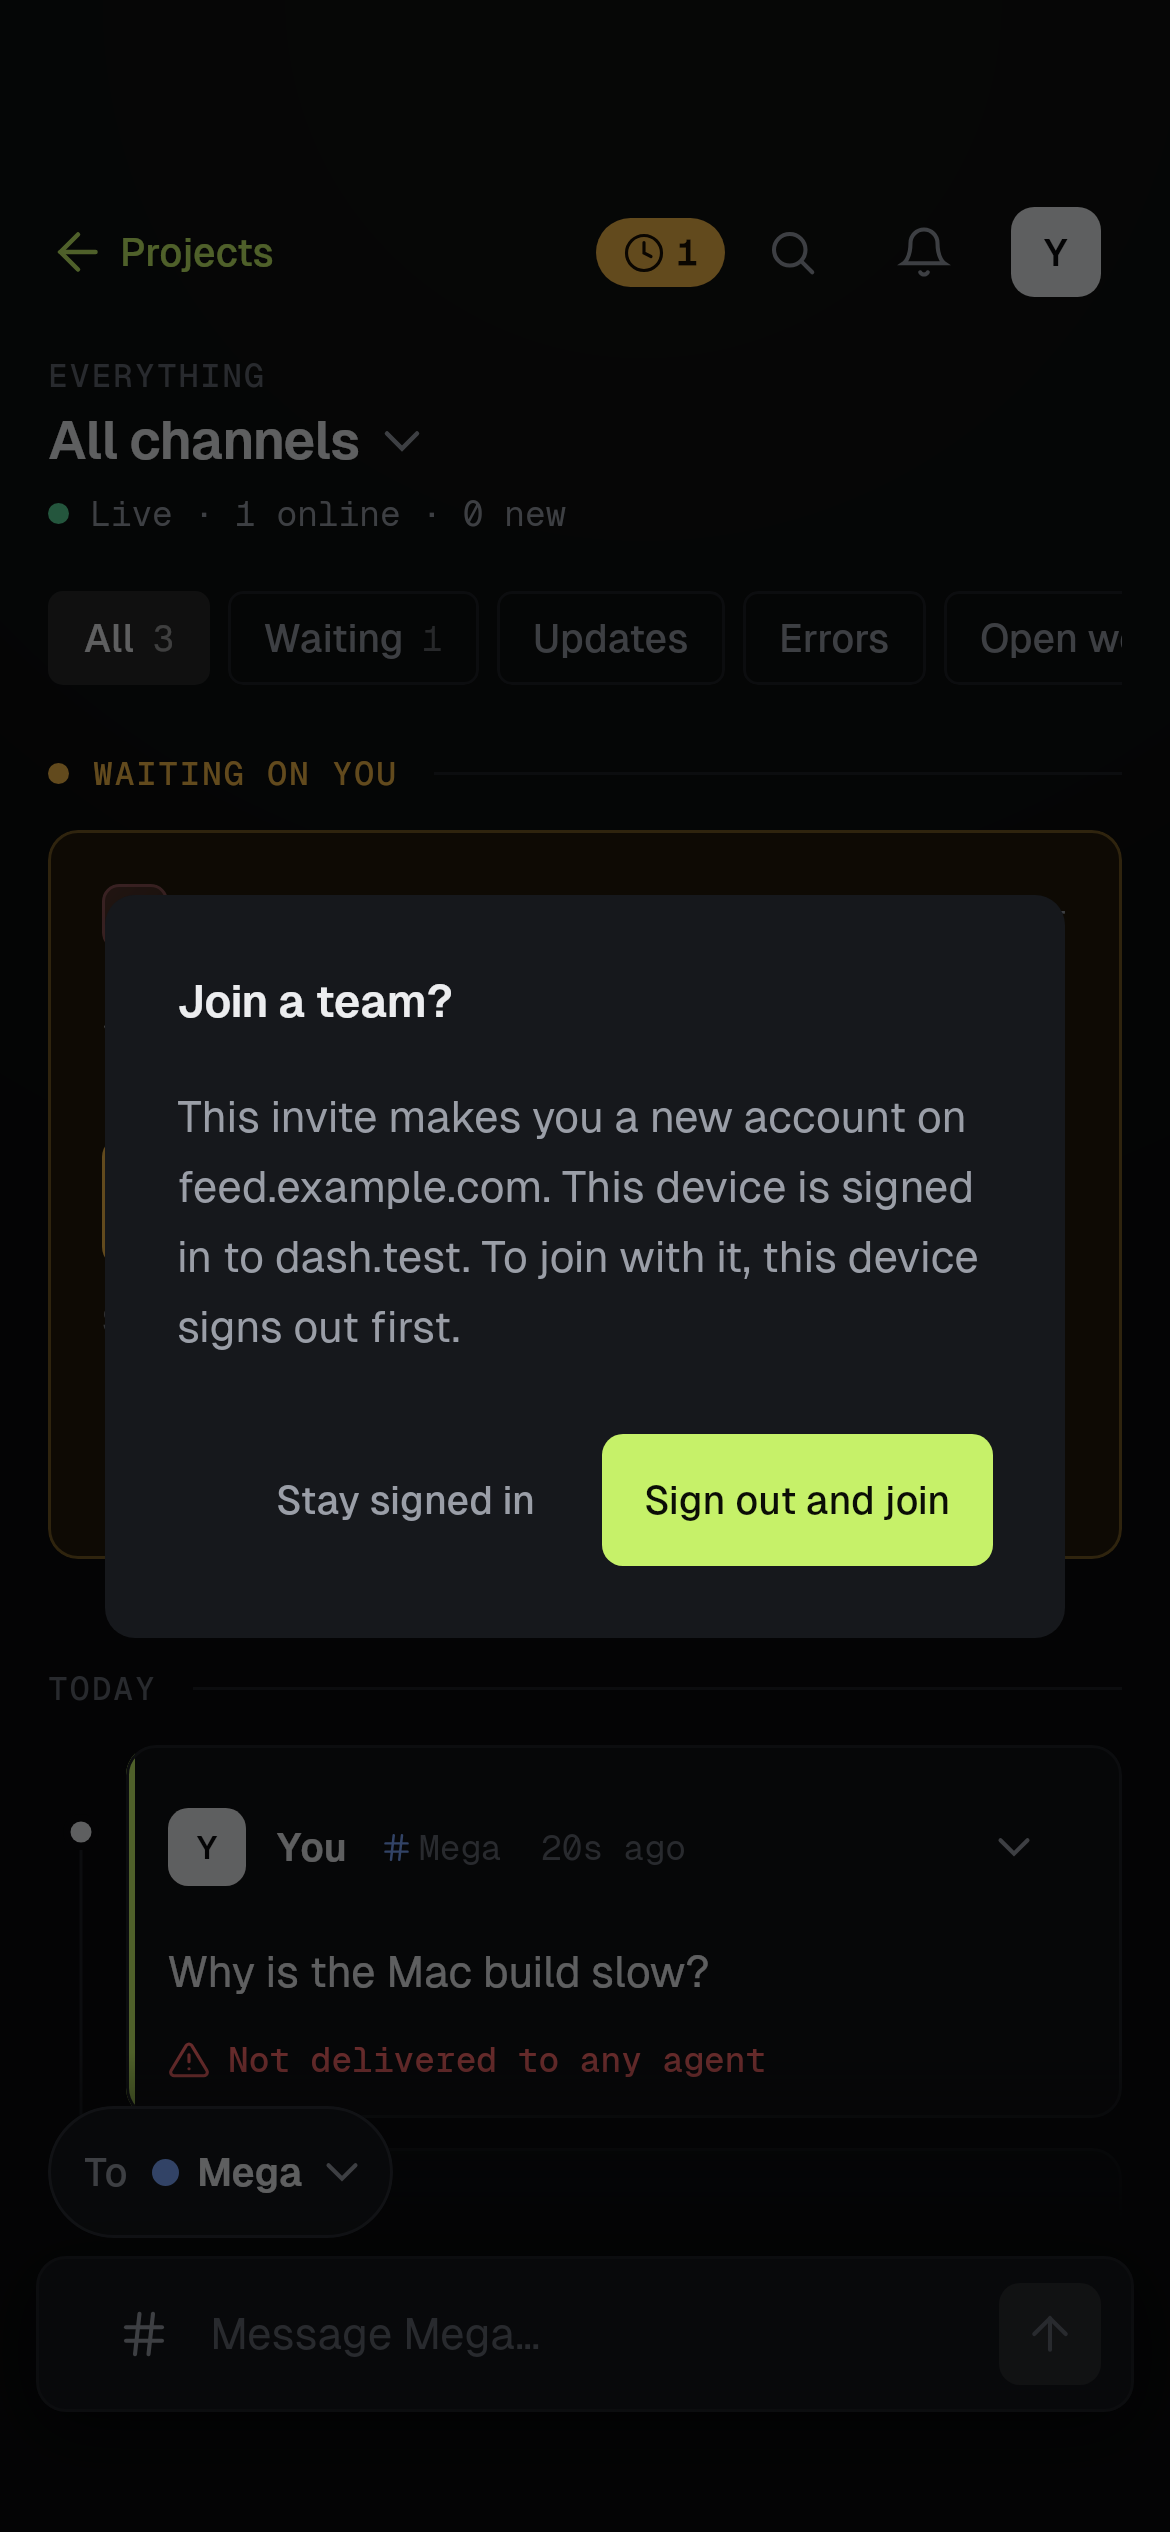 Projects
1
Y
EVERYTHING
All channels
Live · 1 online · 0 new
All 3
Waiting 1
Updates
Errors
Open
WAITING ON YOU
Join a team?
This invite makes you a new account on
feed.example.com. This device is signed
in to dash.test. To join with it, this device
signs out first.
Stay signed in
Sign out and join
TODAY
Y
You # Mega 20s ago
Why is the Mac build slow?
Not delivered to any agent
To Mega
# Message Mega…